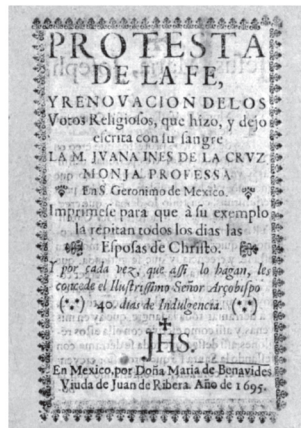 PROTESTA
DE LA FE,
Y RENOVACION DE LOS
Votos Religiosos, que hizo, y dejo
escrita con su sangre
LA M. JVANA INES DE LA CRVZ
MONJA PROFESSA
En S. Geronimo de Mexico.
Imprimese para que â su exemplo
la repitan todos los dias las
Esposas de Christo.
Y por cada vez, que assi lo hagan, les
concede el Ilustrissimo Señor Arçobispo
40. dias de Indulgencia.
JHS
En Mexico, por Doña Maria de Benavides
Viuda de Juan de Ribera. Año de 1695.